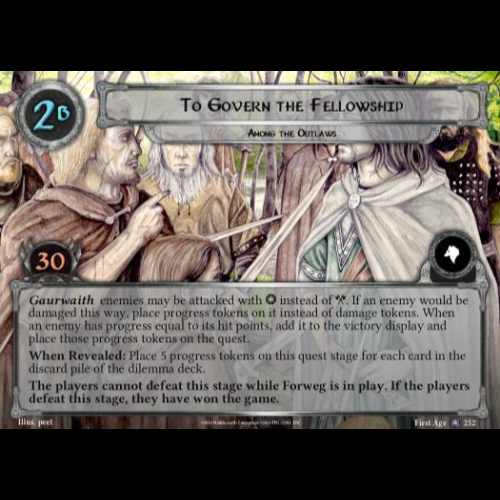 2B
To Govern the Fellowship
Among the Outlaws
30
Gaurwaith enemies may be attacked with instead of . If an enemy would be
damaged this way, place progress tokens on it instead of damage tokens. When
an enemy has progress equal to its hit points, add it to the victory display and
place those progress tokens on the quest.
When Revealed: Place 5 progress tokens on this quest stage for each card in the
discard pile of the dilemma deck.
The players cannot defeat this stage while Forweg is in play. If the players
defeat this stage, they have won the game.
Illus. peet
First Age 252